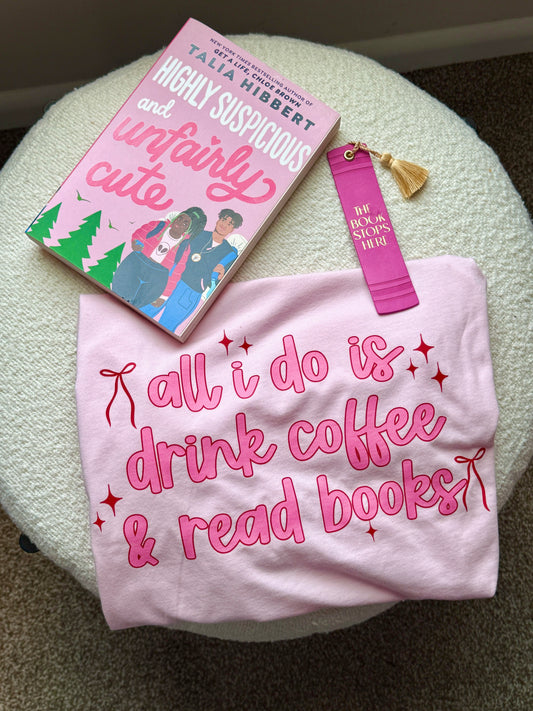 NEW YORK TIMES BESTSELLING AUTHOR OF
GET A LIFE, CHLOE BROWN
TALIA HIBBERT
HIGHLY SUSPICIOUS
and
unfairly
cute
THE
BOOK
STOPS
HERE
all i do is
drink coffee
& read books